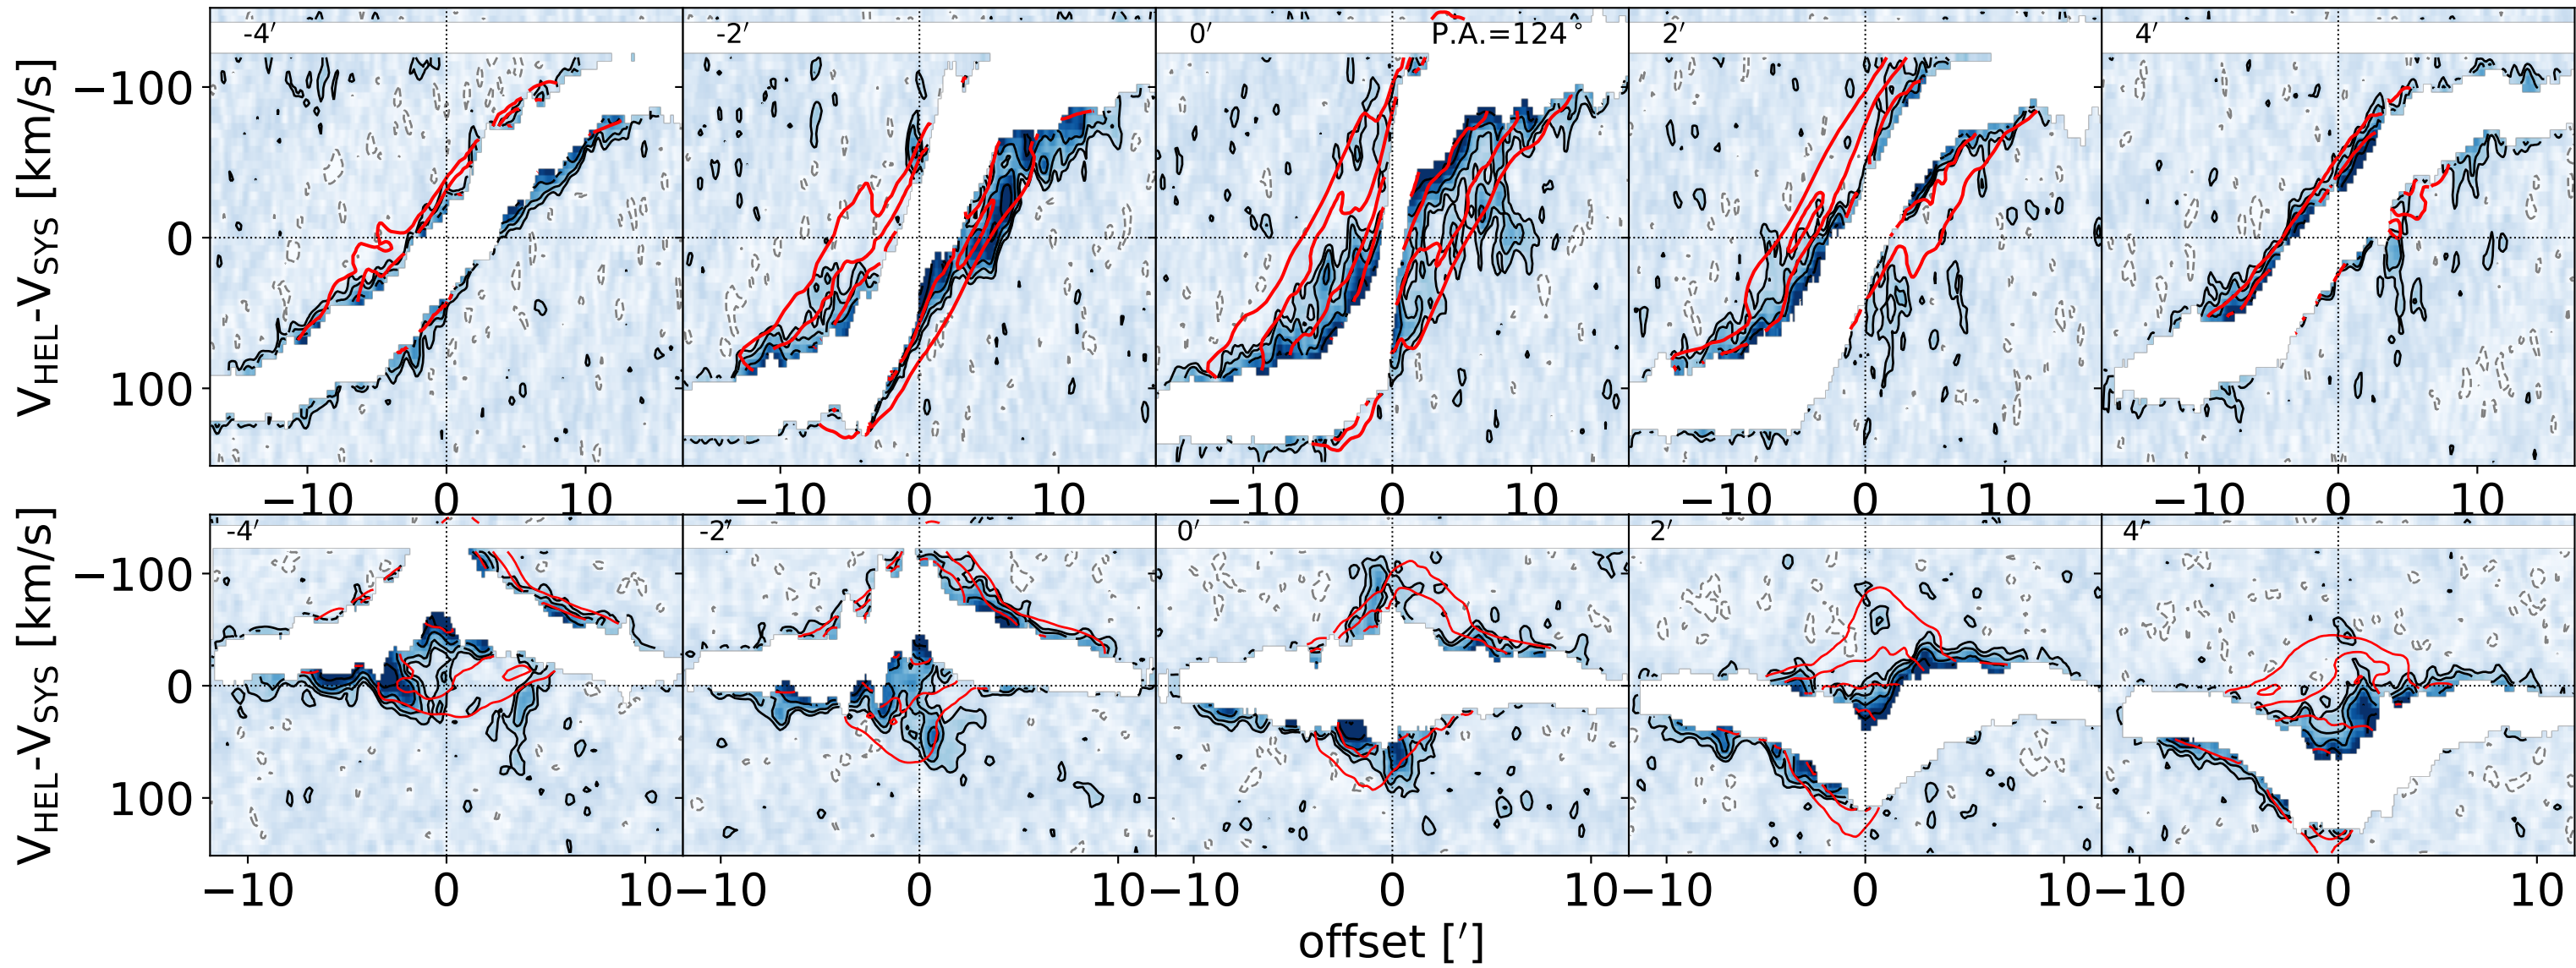 -4′ -2′ 0′ P.A.=124° 2′ 4′
V_HEL-V_SYS [km/s]
−100
0
100
−10 0 10 −10 0 10 −10 0 10 −10 0 10 −10 0 10
-4′ -2′ 0′ 2′ 4′
V_HEL-V_SYS [km/s]
−100
0
100
−10 0 10 −10 0 10 −10 0 10 −10 0 10 −10 0 10
offset [′]